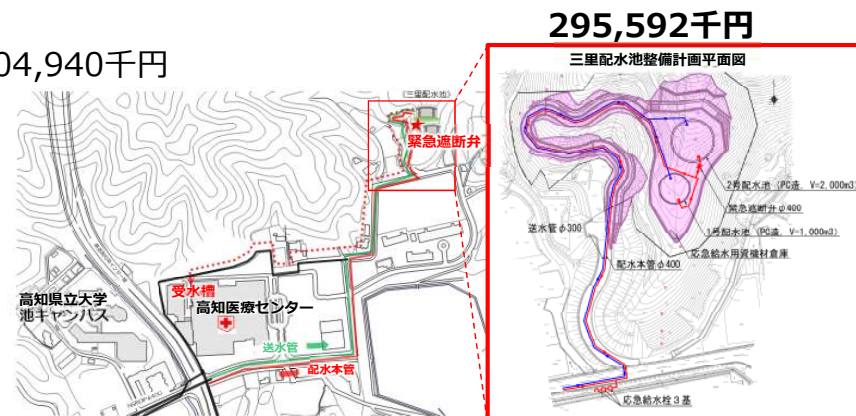 295,592千円
04,940千円
三里配水池整備計画平面図
(三里配水池)
緊急遮断弁
2号配水池 (PC造、V=2,000m3)
緊急遮断弁φ400
1号配水池 (PC造、V=1,000m3)
送水管φ300
応急給水用資機材倉庫
配水本管φ400
受水槽
高知県立大学
池キャンパス
高知医療センター
送水管
配水本管
応急給水栓3基